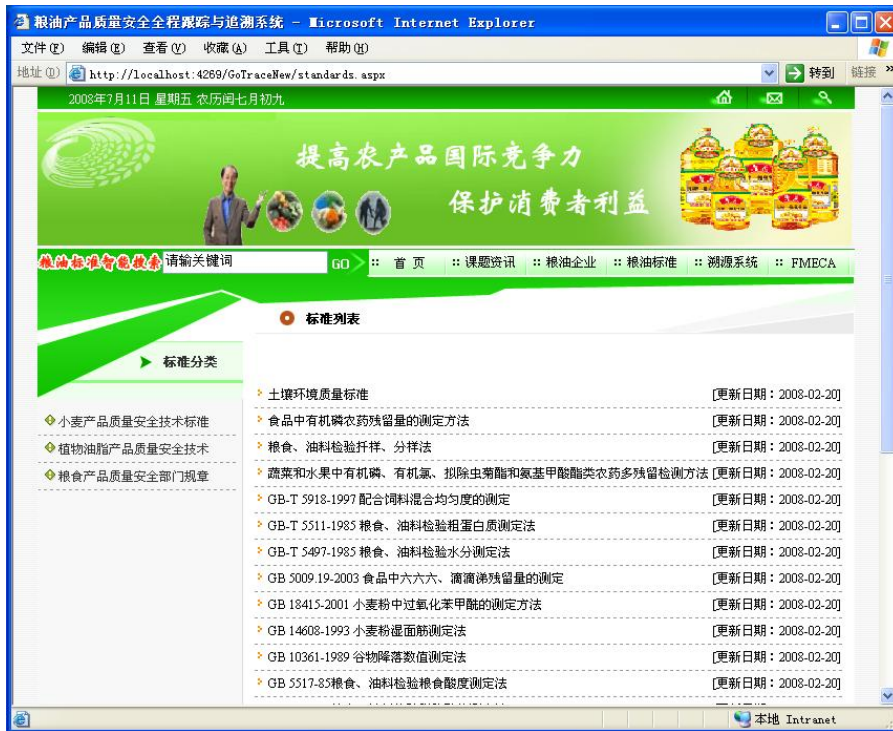 粮油产品质量安全全程跟踪与追溯系统 - Microsoft Internet Explorer
文件(F) 编辑(E) 查看(V) 收藏(A) 工具(T) 帮助(H)
地址(D) http://localhost:4269/GoTraceNew/standards.aspx 转到 链接 »
2008年7月11日 星期五 农历闰七月初九
提高农产品国际竞争力
保护消费者利益
粮油标准智能搜索 请输关键词 GO :: 首 页 :: 课题资讯 :: 粮油企业 :: 粮油标准 :: 溯源系统 :: FMECA
标准列表
标准分类
小麦产品质量安全技术标准
植物油脂产品质量安全技术
粮食产品质量安全部门规章
土壤环境质量标准 [更新日期：2008-02-20]
食品中有机磷农药残留量的测定方法 [更新日期：2008-02-20]
粮食、油料检验扦样、分样法 [更新日期：2008-02-20]
蔬菜和水果中有机磷、有机氯、拟除虫菊酯和氨基甲酸酯类农药多残留检测方法 [更新日期：2008-02-20]
GB-T 5918-1997 配合饲料混合均匀度的测定 [更新日期：2008-02-20]
GB-T 5511-1985 粮食、油料检验粗蛋白质测定法 [更新日期：2008-02-20]
GB-T 5497-1985 粮食、油料检验水分测定法 [更新日期：2008-02-20]
GB 5009.19-2003 食品中六六六、滴滴涕残留量的测定 [更新日期：2008-02-20]
GB 18415-2001 小麦粉中过氧化苯甲酰的测定方法 [更新日期：2008-02-20]
GB 14608-1993 小麦粉湿面筋测定法 [更新日期：2008-02-20]
GB 10361-1989 谷物降落数值测定法 [更新日期：2008-02-20]
GB 5517-85粮食、油料检验粮食酸度测定法 [更新日期：2008-02-20]
本地 Intranet